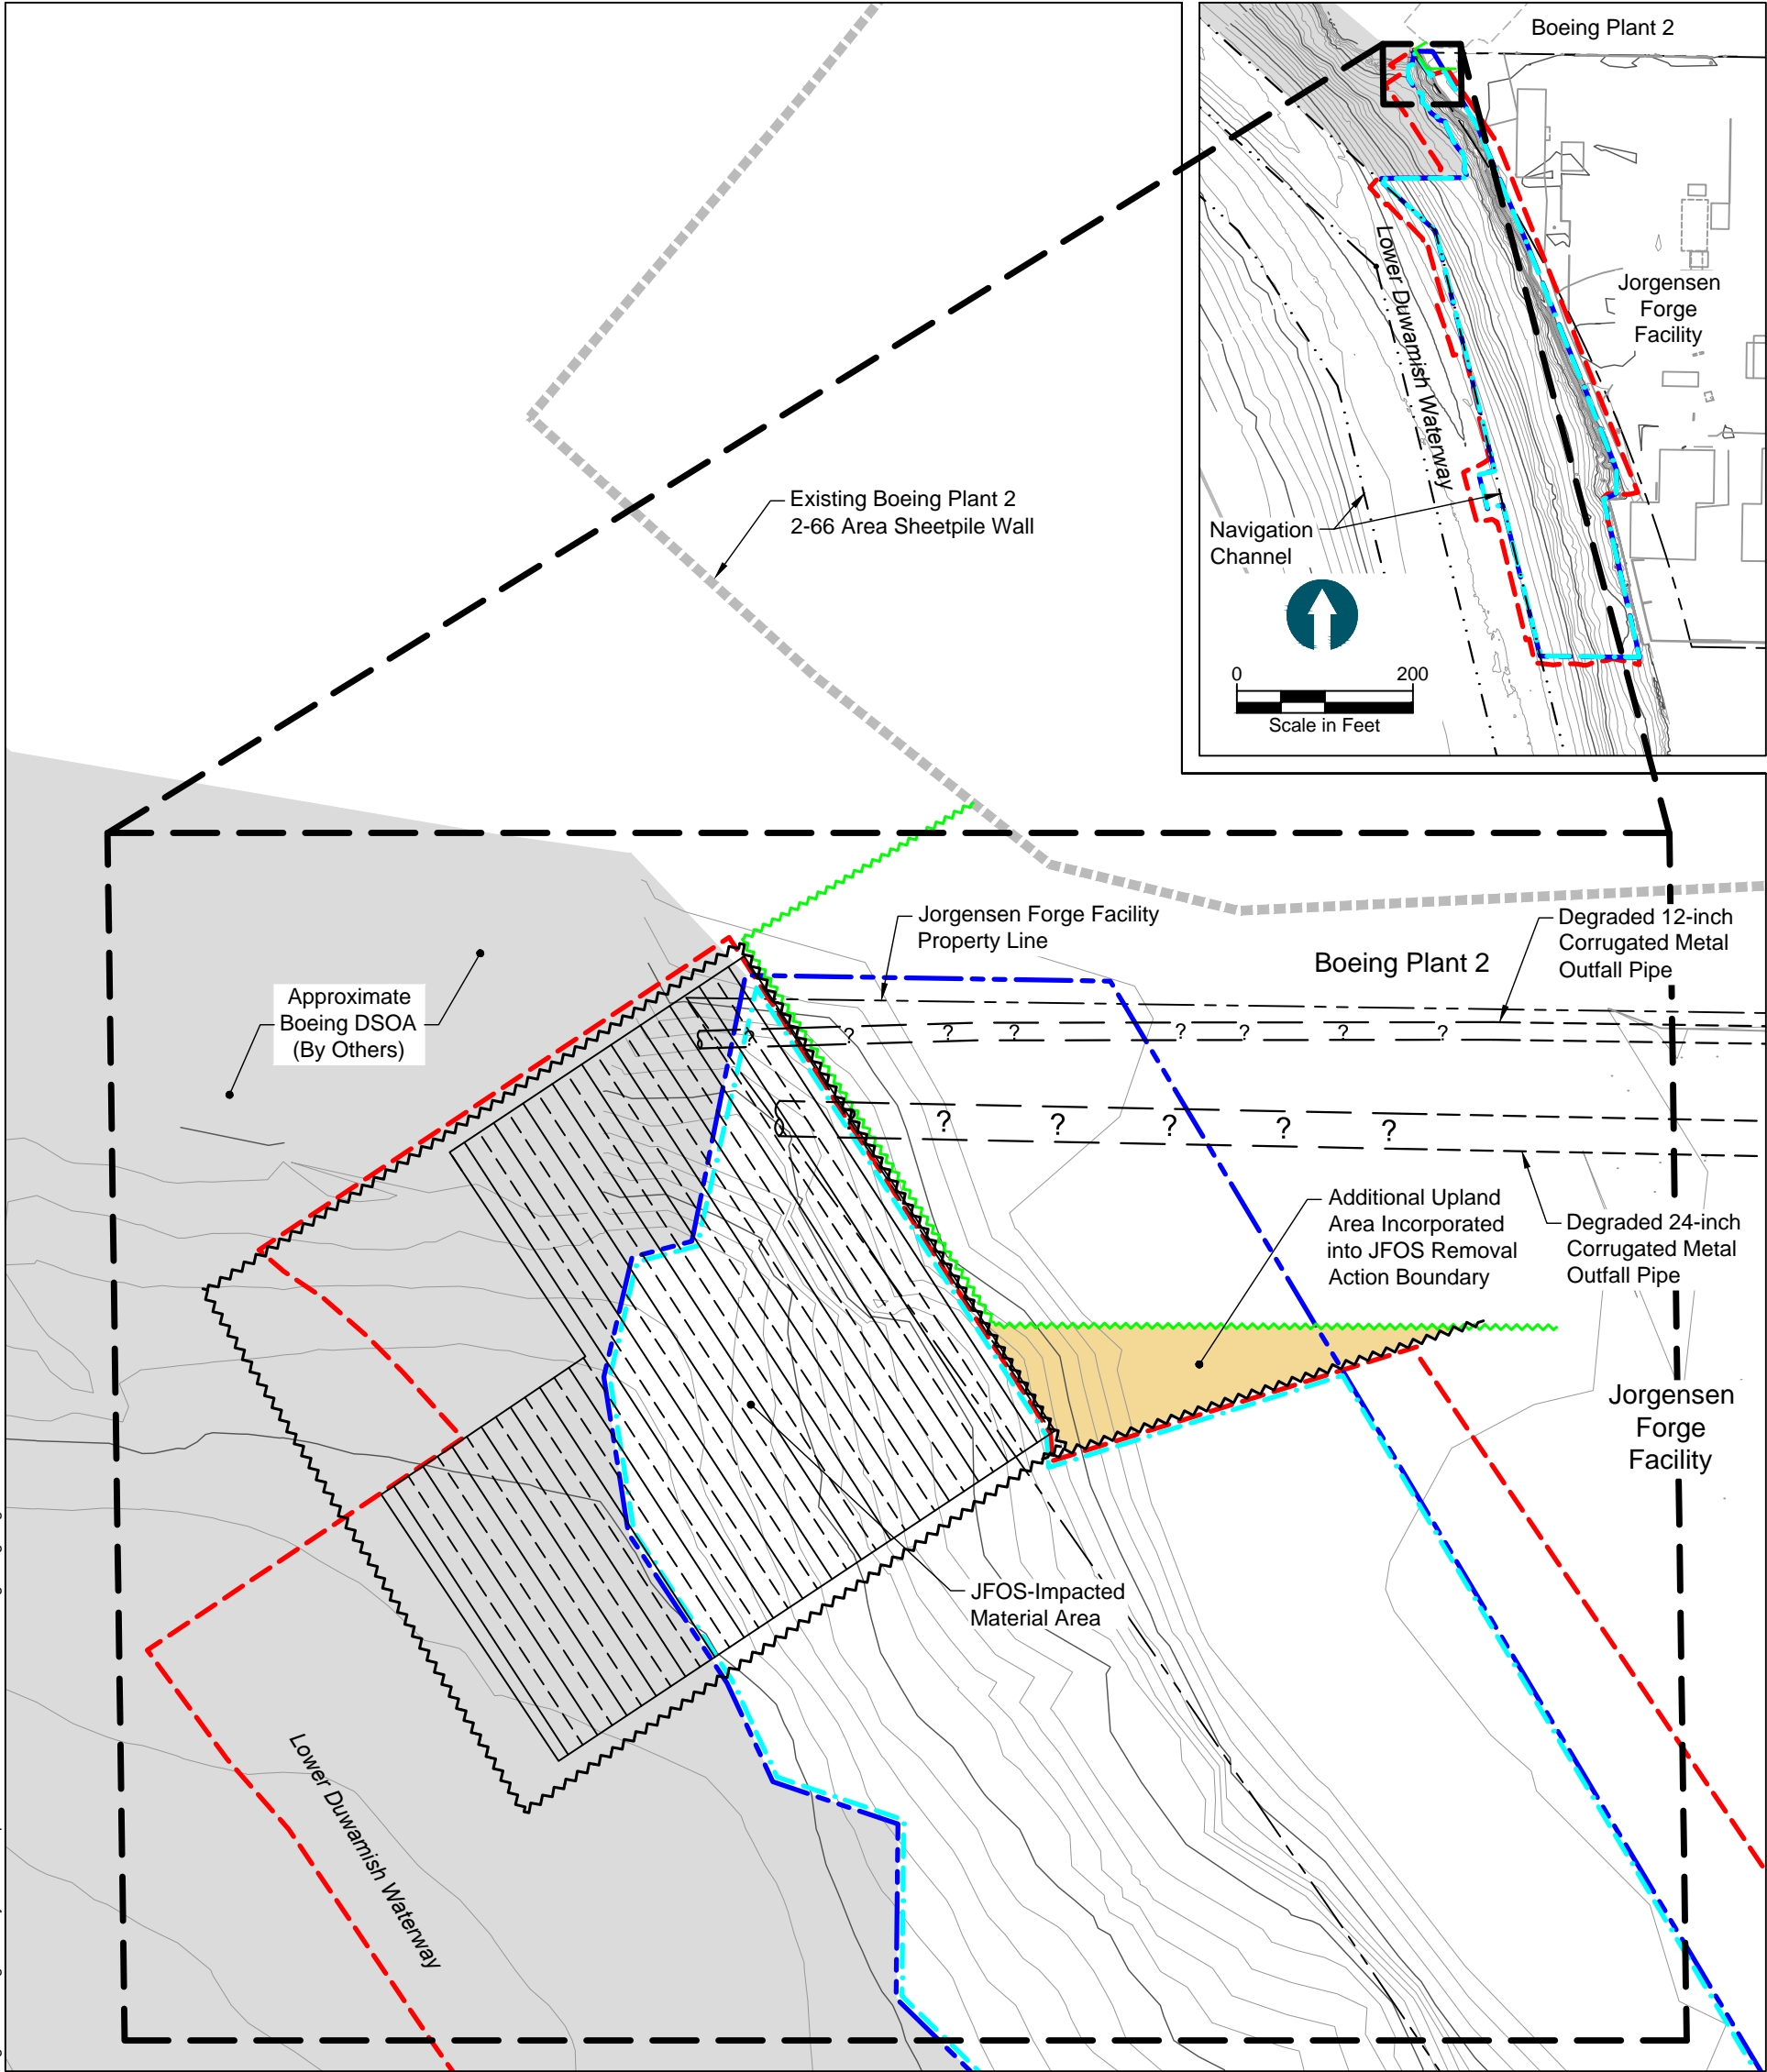 Boeing Plant 2
Lower Duwamish Waterway
Jorgensen
Forge
Facility
Navigation
Channel
0 200
Scale in Feet
Existing Boeing Plant 2
2-66 Area Sheetpile Wall
Jorgensen Forge Facility
Property Line
Boeing Plant 2
Degraded 12-inch
Corrugated Metal
Outfall Pipe
Approximate
Boeing DSOA
(By Others)
? ? ? ? ? ? ? ?
? ? ? ? ? ?
Additional Upland
Area Incorporated
into JFOS Removal
Action Boundary
Degraded 24-inch
Corrugated Metal
Outfall Pipe
Jorgensen
Forge
Facility
JFOS-Impacted
Material Area
Lower Duwamish Waterway